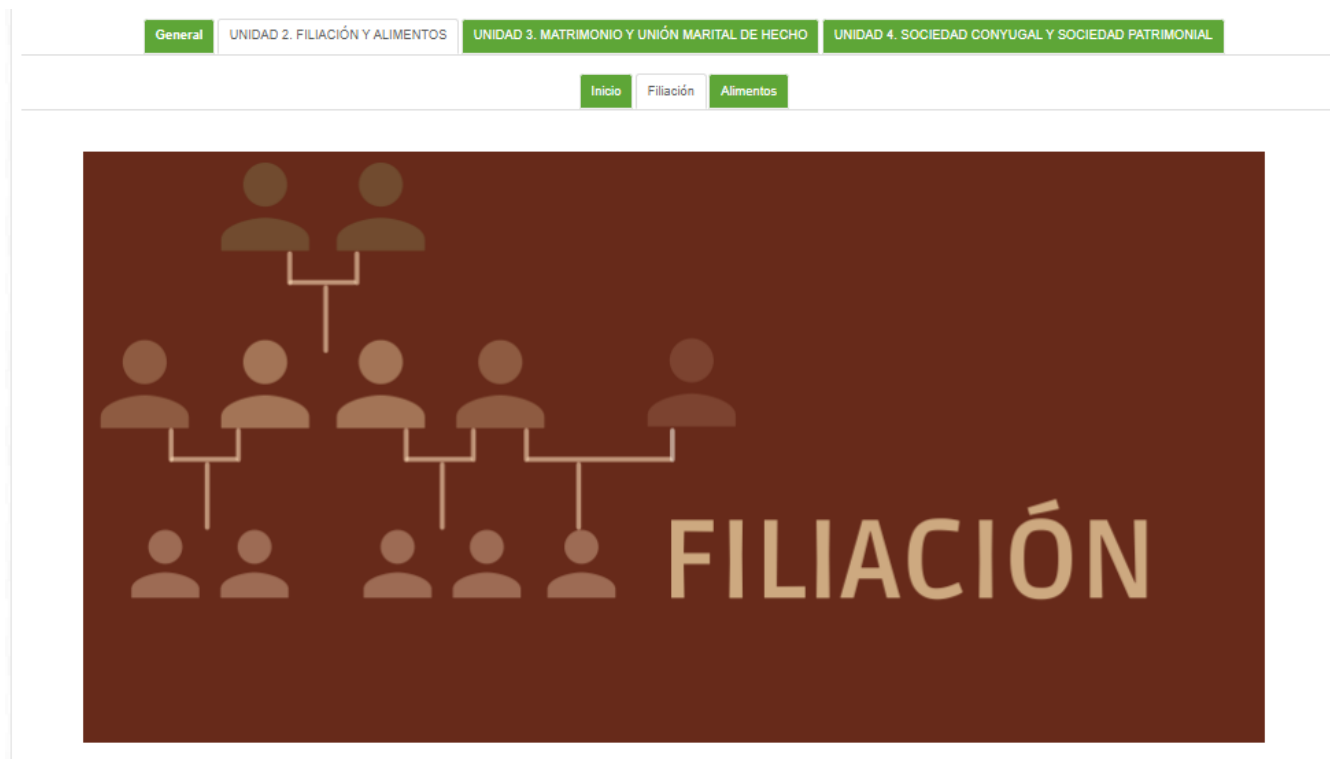 General UNIDAD 2. FILIACIÓN Y ALIMENTOS UNIDAD 3. MATRIMONIO Y UNIÓN MARITAL DE HECHO UNIDAD 4. SOCIEDAD CONYUGAL Y SOCIEDAD PATRIMONIAL
Inicio Filiación Alimentos
FILIACIÓN